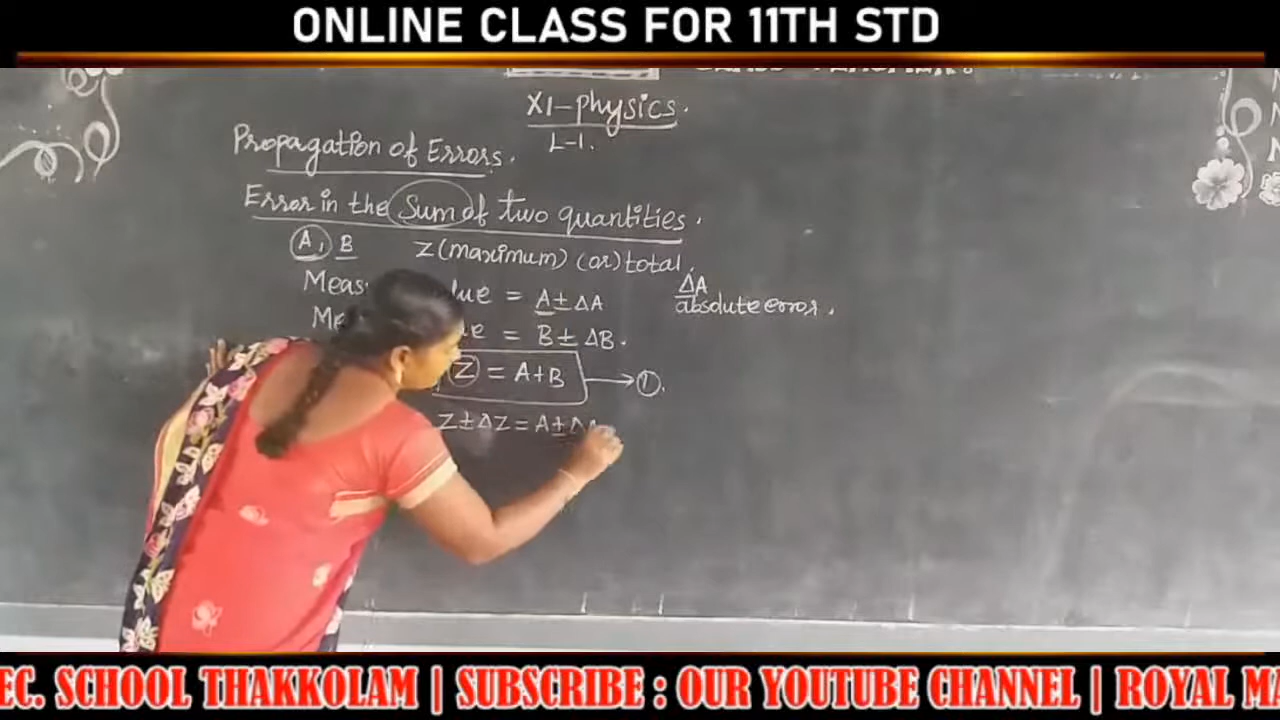 ONLINE CLASS FOR 11TH STD
XI-physics.
L-1.
Propagation of Errors.
Error in the Sum of two quantities.
A, B Z (maximum) (or) total.
= A ± ΔA
ΔA
absolute error.
= B ± ΔB.
Z = A+B → ①.
Z ± ΔZ = A ±
EC. SCHOOL THAKKOLAM | SUBSCRIBE : OUR YOUTUBE CHANNEL | ROYAL MA